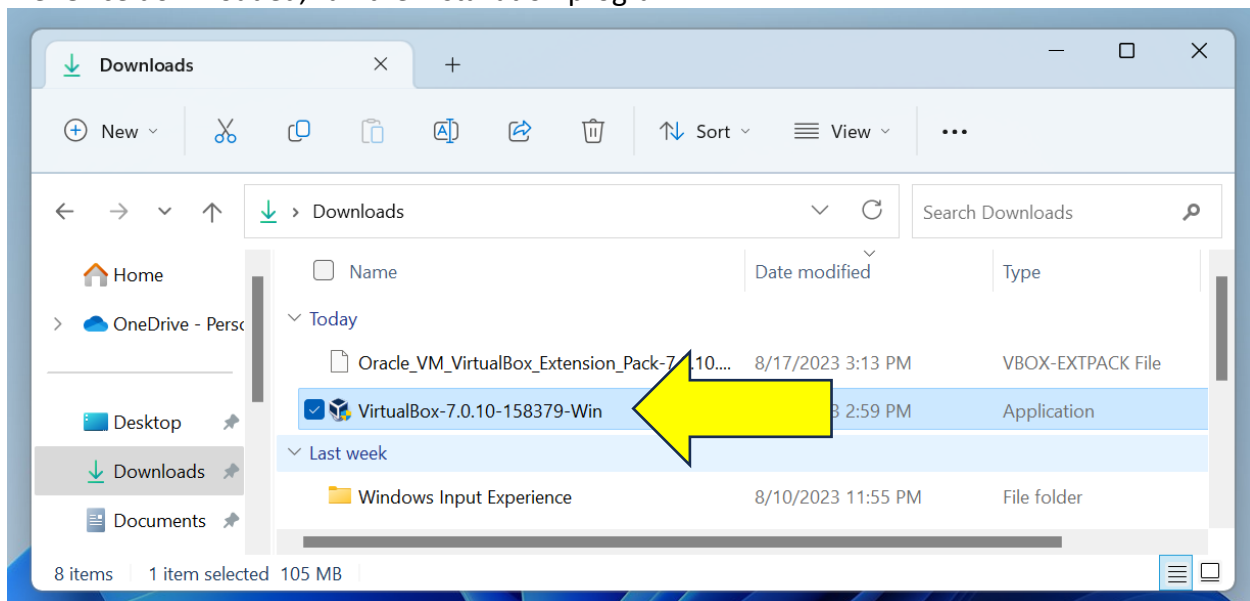 Downloads
New
Sort
View
Downloads
Search Downloads
Home
OneDrive - Perso
Desktop
Downloads
Documents
Name Date modified Type
Today
Oracle_VM_VirtualBox_Extension_Pack-7 10.... 8/17/2023 3:13 PM VBOX-EXTPACK File
VirtualBox-7.0.10-158379-Win 2:59 PM Application
Last week
Windows Input Experience 8/10/2023 11:55 PM File folder
8 items 1 item selected 105 MB